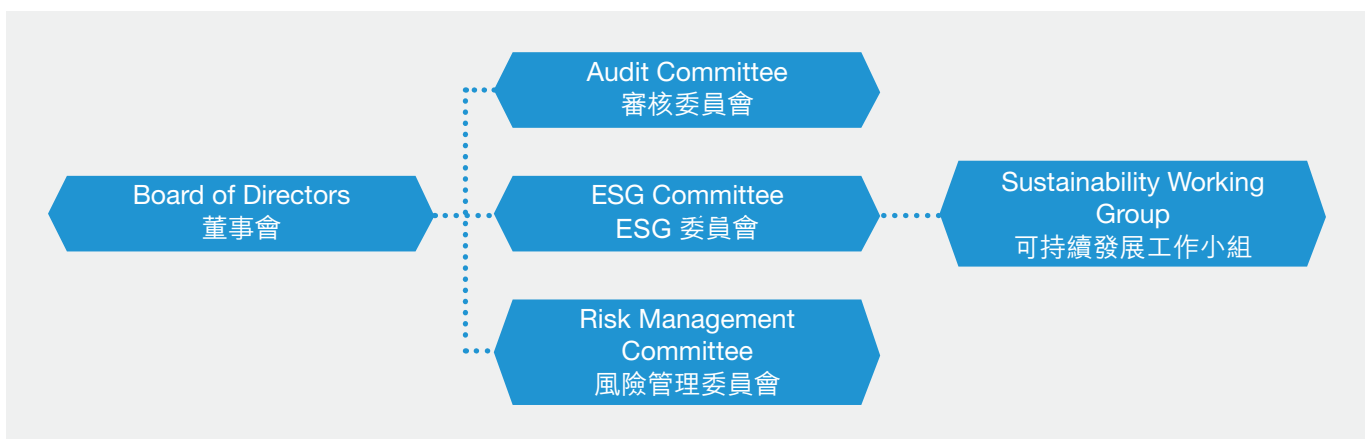 Board of Directors
董事會
Audit Committee
審核委員會
ESG Committee
ESG 委員會
Risk Management
Committee
風險管理委員會
Sustainability Working
Group
可持續發展工作小組